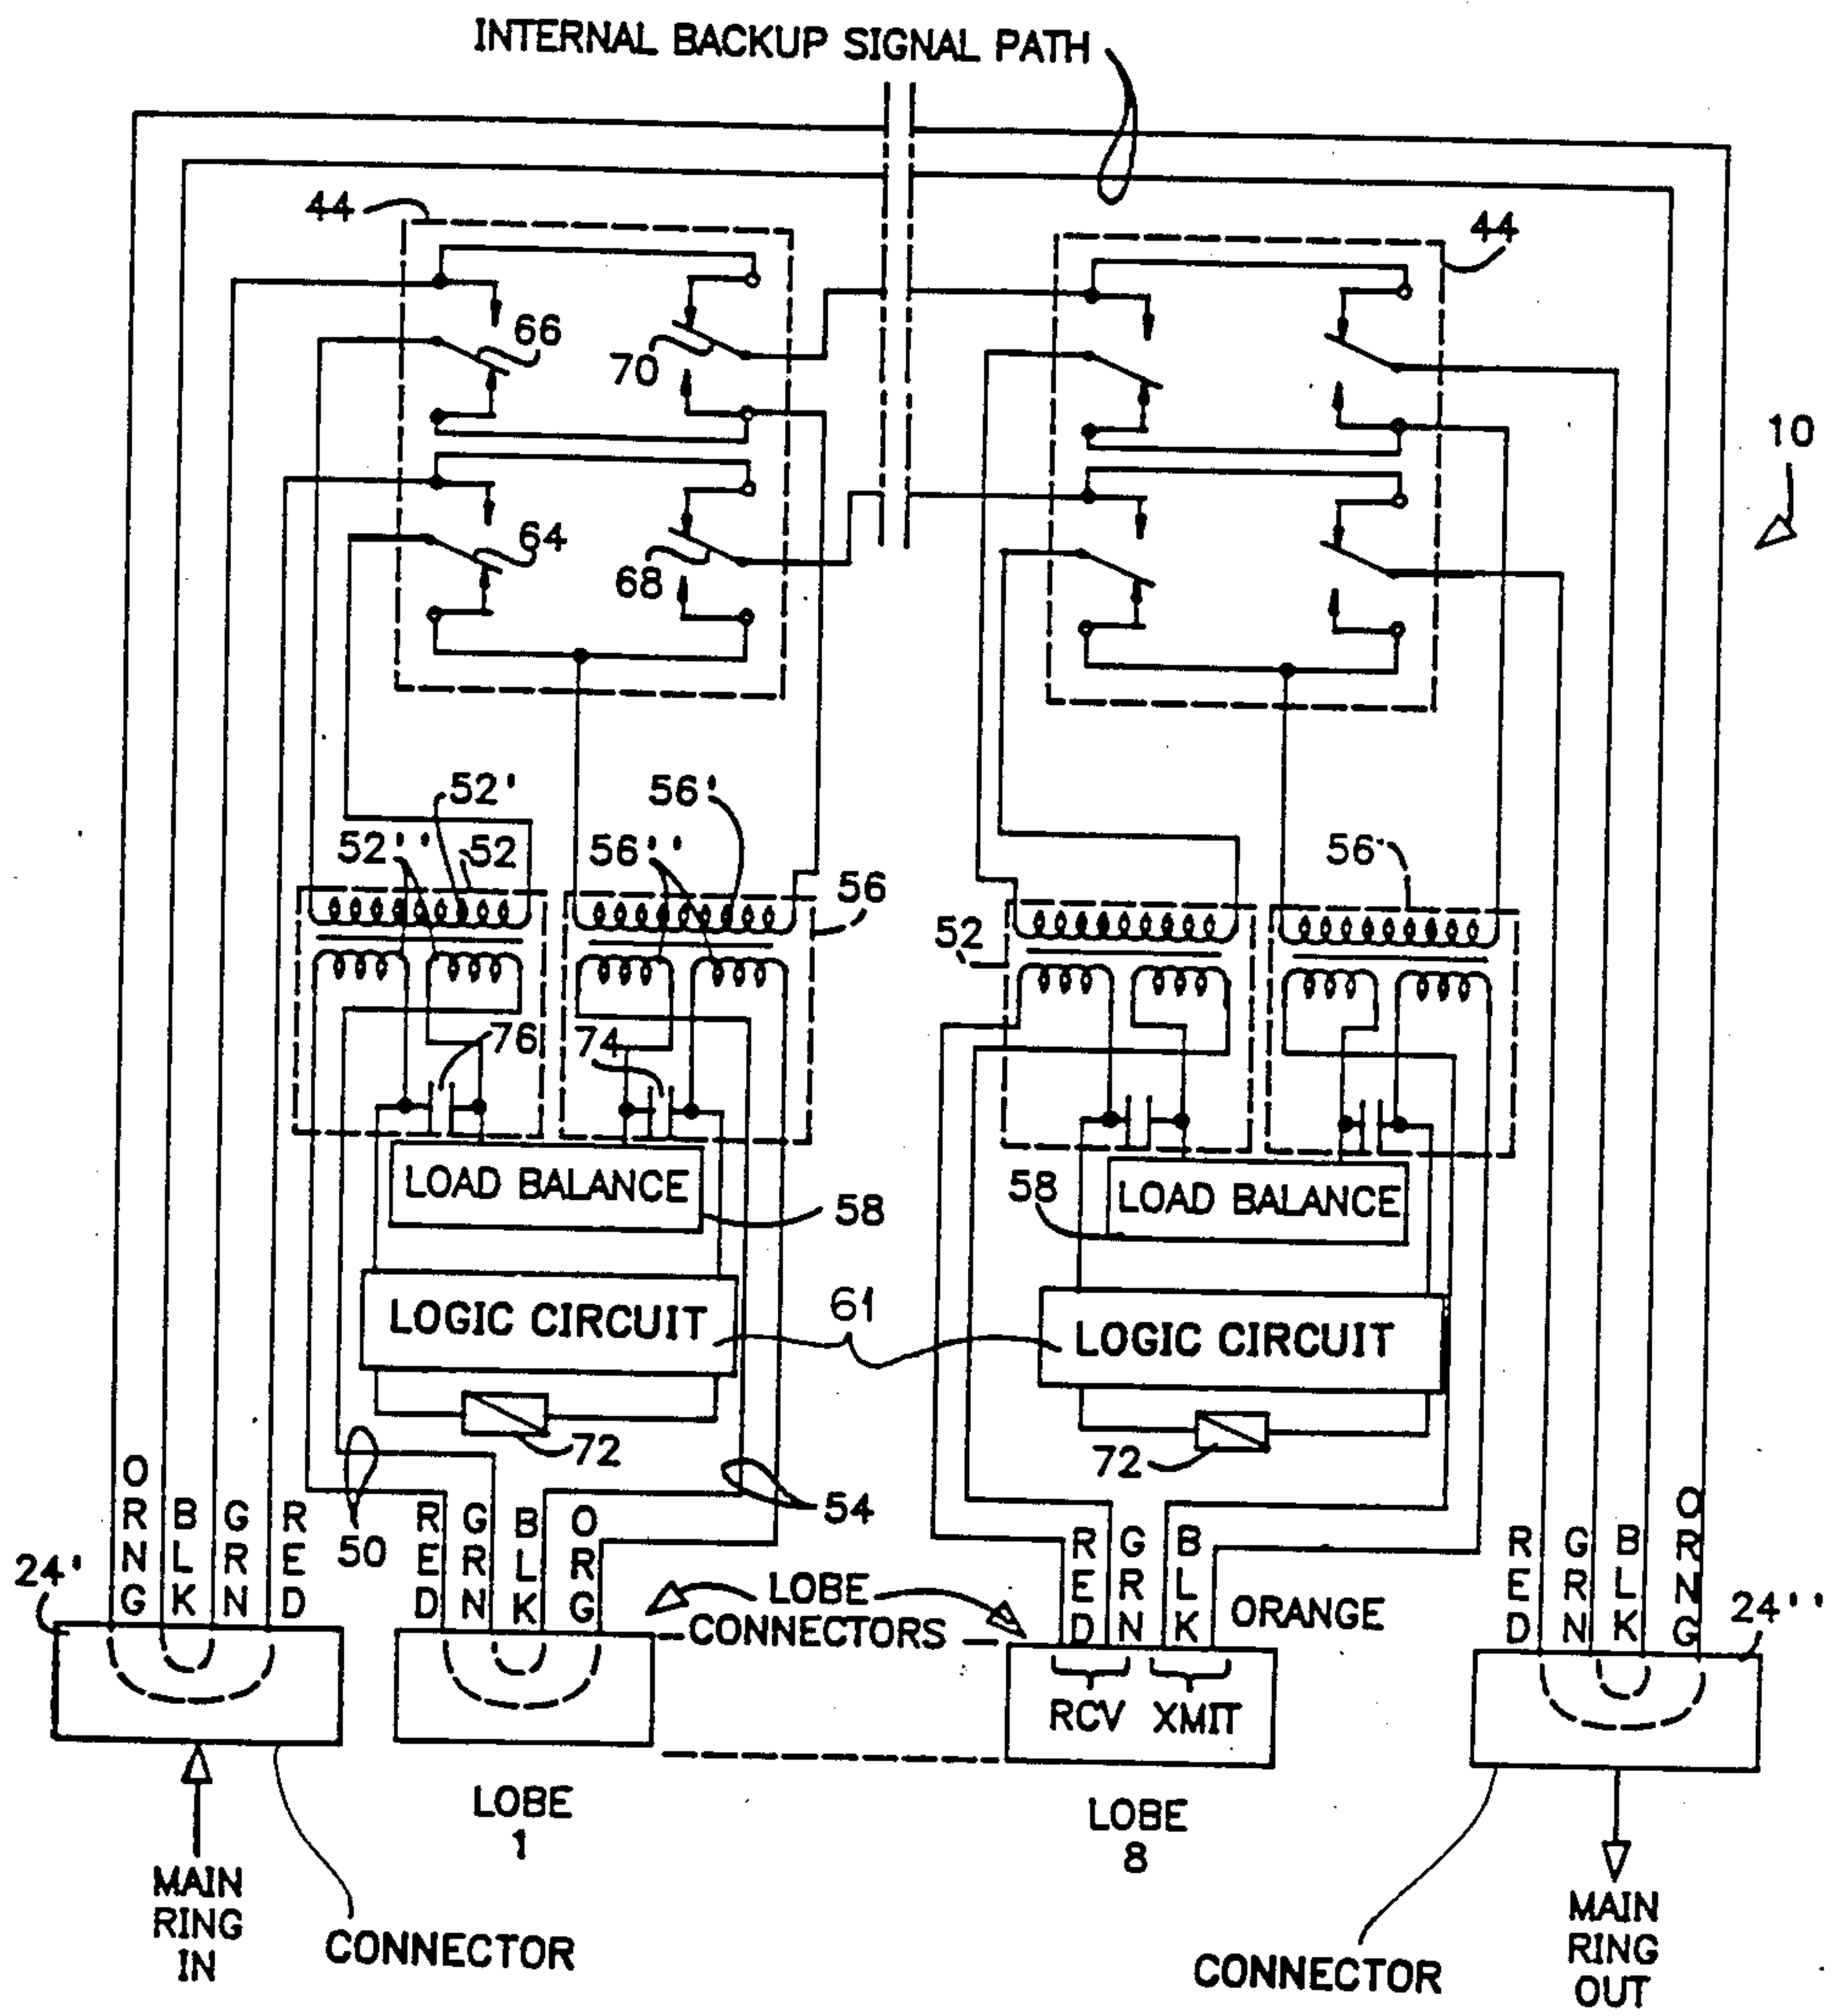 INTERNAL BACKUP SIGNAL PATH
44
44
66
70
10
64
68
52'
56'
52''
52
56''
56
56'
52
76
74
LOAD BALANCE
58
58
LOAD BALANCE
LOGIC CIRCUIT
61
LOGIC CIRCUIT
72
72
50
54
ORNG
BLK
GRN
RED
RED
GRN
BLK
ORG
RED
GRN
BLK
ORANGE
RED
GRN
BLK
ORNG
24'
24''
LOBE
CONNECTORS
RCV XMIT
LOBE
1
LOBE
8
MAIN
RING
IN
CONNECTOR
CONNECTOR
MAIN
RING
OUT